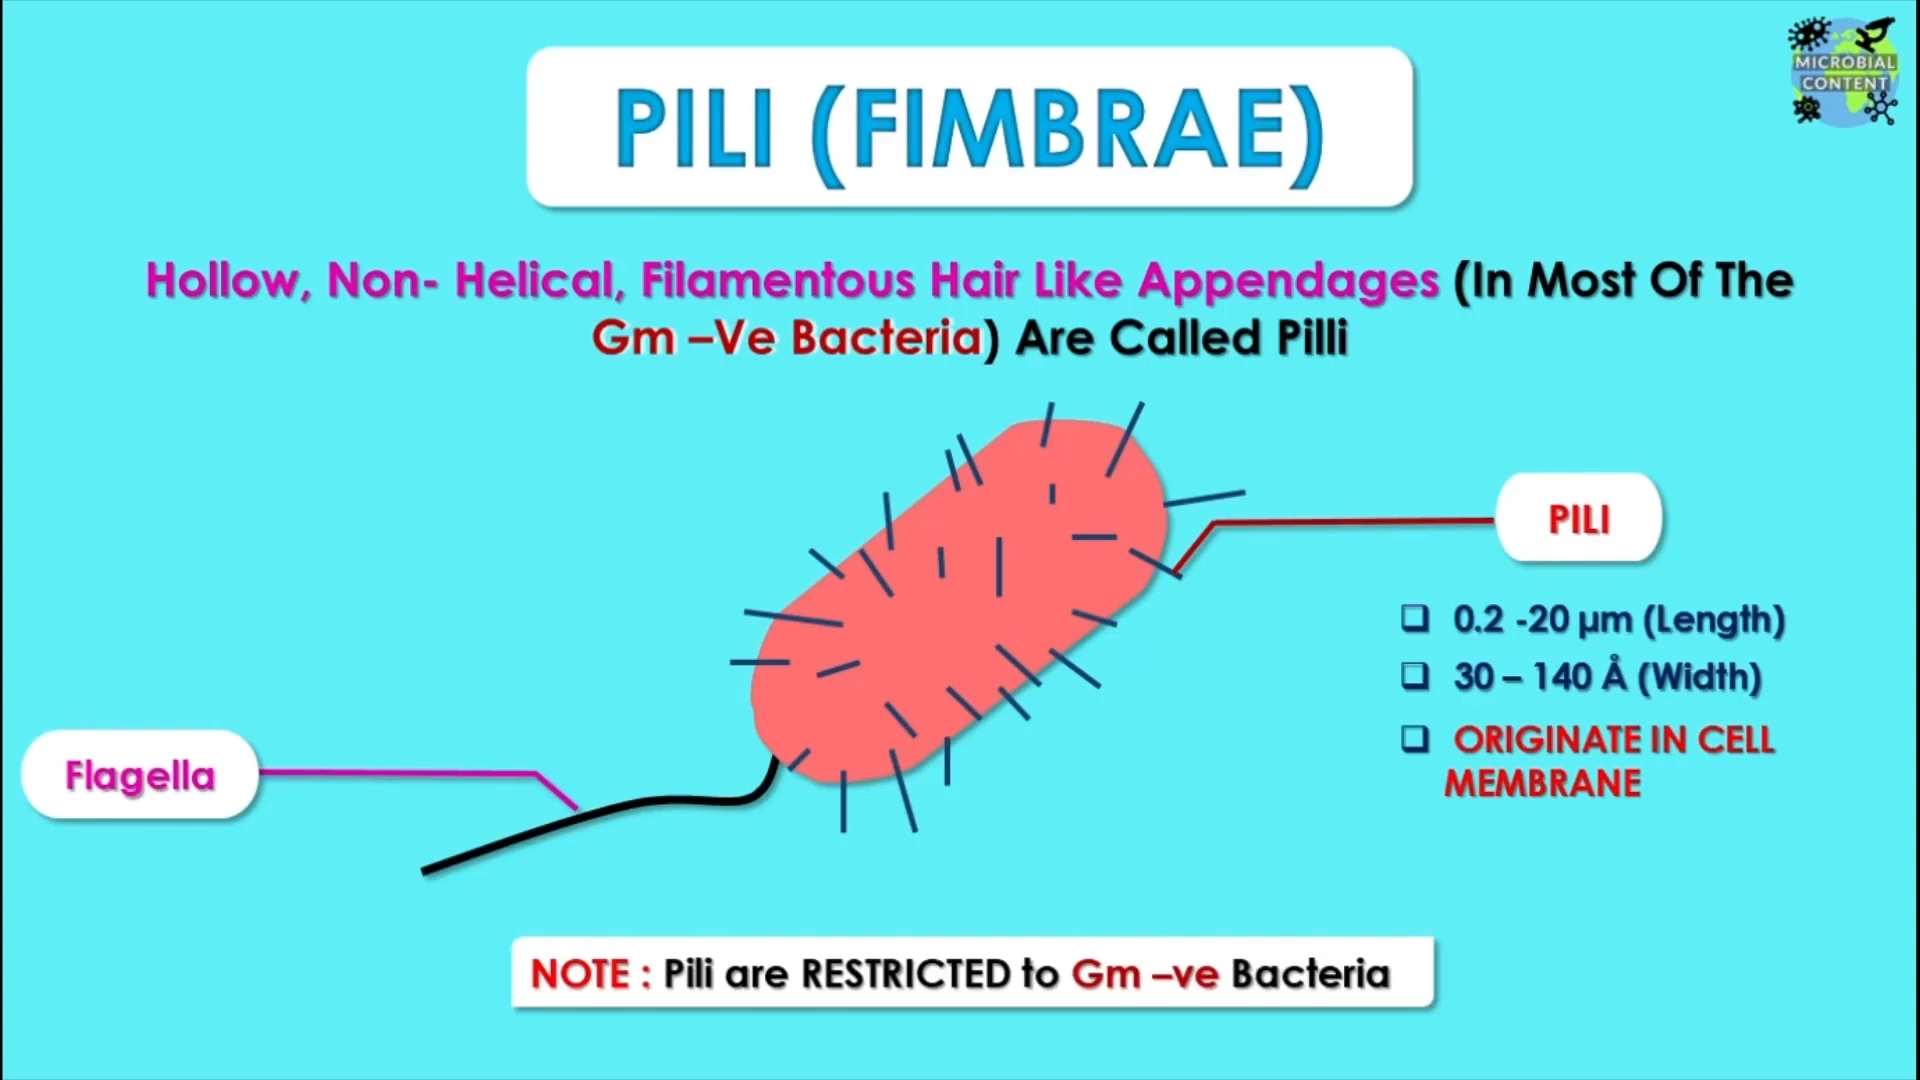 MICROBIAL
CONTENT
PILI (FIMBRAE)
Hollow, Non- Helical, Filamentous Hair Like Appendages (In Most Of The
Gm –Ve Bacteria) Are Called Pilli
PILI
0.2 -20 µm (Length)
30 – 140 Å (Width)
ORIGINATE IN CELL
MEMBRANE
Flagella
NOTE : Pili are RESTRICTED to Gm –ve Bacteria